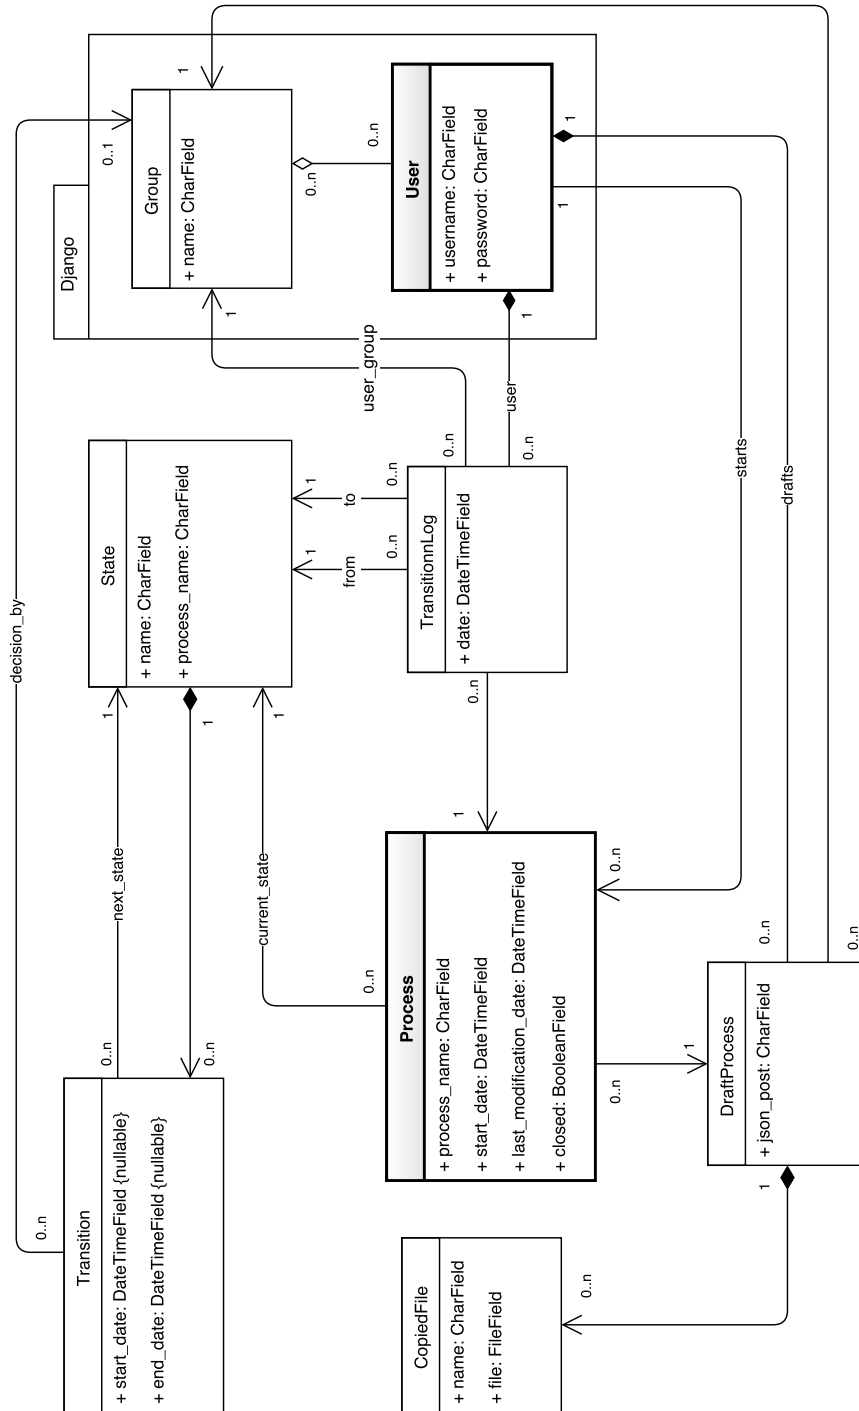 Django
Group
+ name: CharField
User
+ username: CharField
+ password: CharField
State
+ name: CharField
+ process_name: CharField
TransitionnLog
+ date: DateTimeField
Transition
+ start_date: DateTimeField {nullable}
+ end_date: DateTimeField {nullable}
Process
+ process_name: CharField
+ start_date: DateTimeField
+ last_modification_date: DateTimeField
+ closed: BooleanField
DraftProcess
+ json_post: CharField
CopiedFile
+ name: CharField
+ file: FileField
decision_by
0..n
0..1
next_state
0..n
1
1
0..n
current_state
0..n
1
from
0..n
1
to
0..n
1
user_group
0..n
1
user
0..n
1
0..n
0..n
0..n
1
starts
1
0..n
drafts
1
0..n
0..n
1
0..n
1
1
0..n